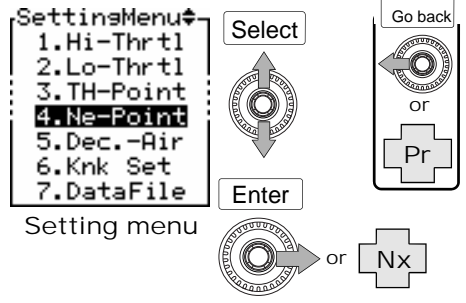 SettingMenu
1.Hi-Thrtl
2.Lo-Thrtl
3.TH-Point
4.Ne-Point
5.Dec.-Air
6.Knk Set
7.DataFile
Setting menu
Select
Enter
or
Nx
Go back
or
Pr